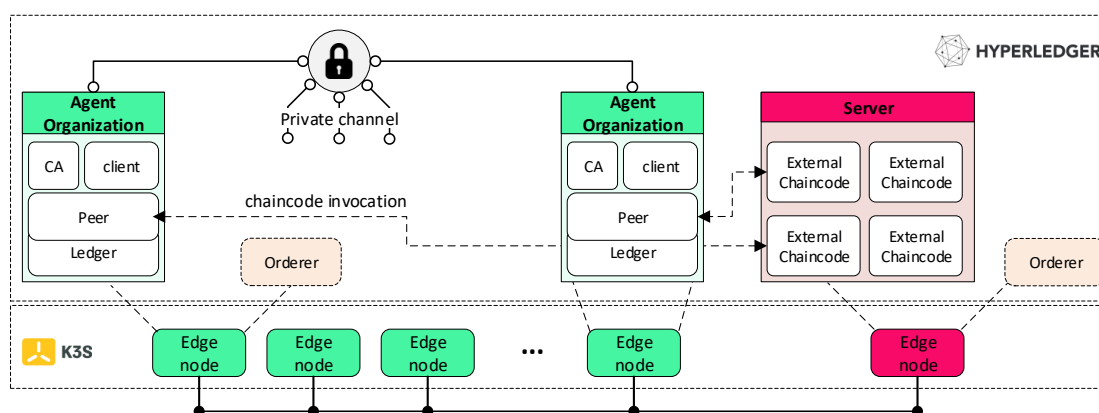 HYPERLEDGER
Agent
Organization
CA
client
Peer
Ledger
Private channel
chaincode invocation
Orderer
Agent
Organization
CA
client
Peer
Ledger
Server
External
Chaincode
External
Chaincode
External
Chaincode
External
Chaincode
Orderer
K3S
Edge
node
Edge
node
Edge
node
...
Edge
node
Edge
node